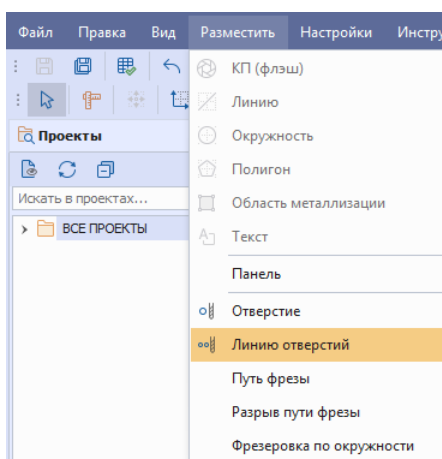 Файл Правка Вид Разместить Настройки
КП (флэш)
Линию
Окружность
Полигон
Область металлизации
Текст
Панель
Отверстие
Линию отверстий
Путь фрезы
Разрыв пути фрезы
Фрезеровка по окружности
Проекты
Искать в проектах...
ВСЕ ПРОЕКТЫ